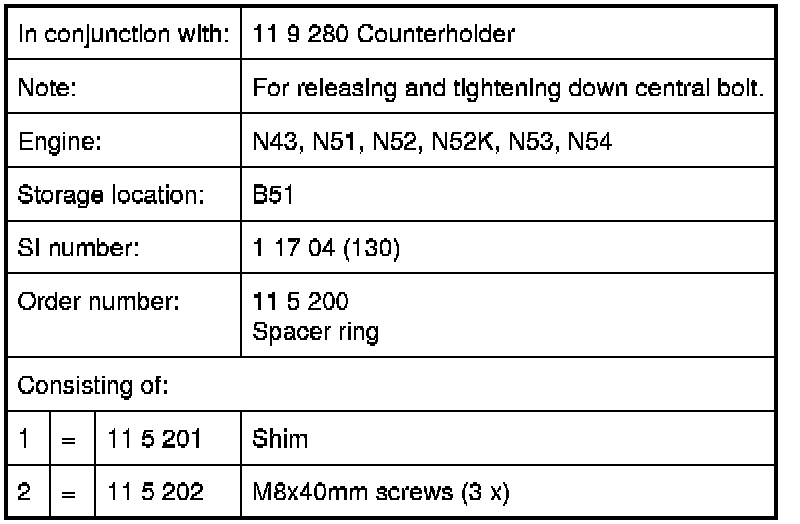 In conjunction with: 11 9 280 Counterholder
Note: For releasing and tightening down central bolt.
Engine: N43, N51, N52, N52K, N53, N54
Storage location: B51
SI number: 1 17 04 (130)
Order number: 11 5 200
Spacer ring
Consisting of:
1 = 11 5 201 Shim
2 = 11 5 202 M8x40mm screws (3 x)